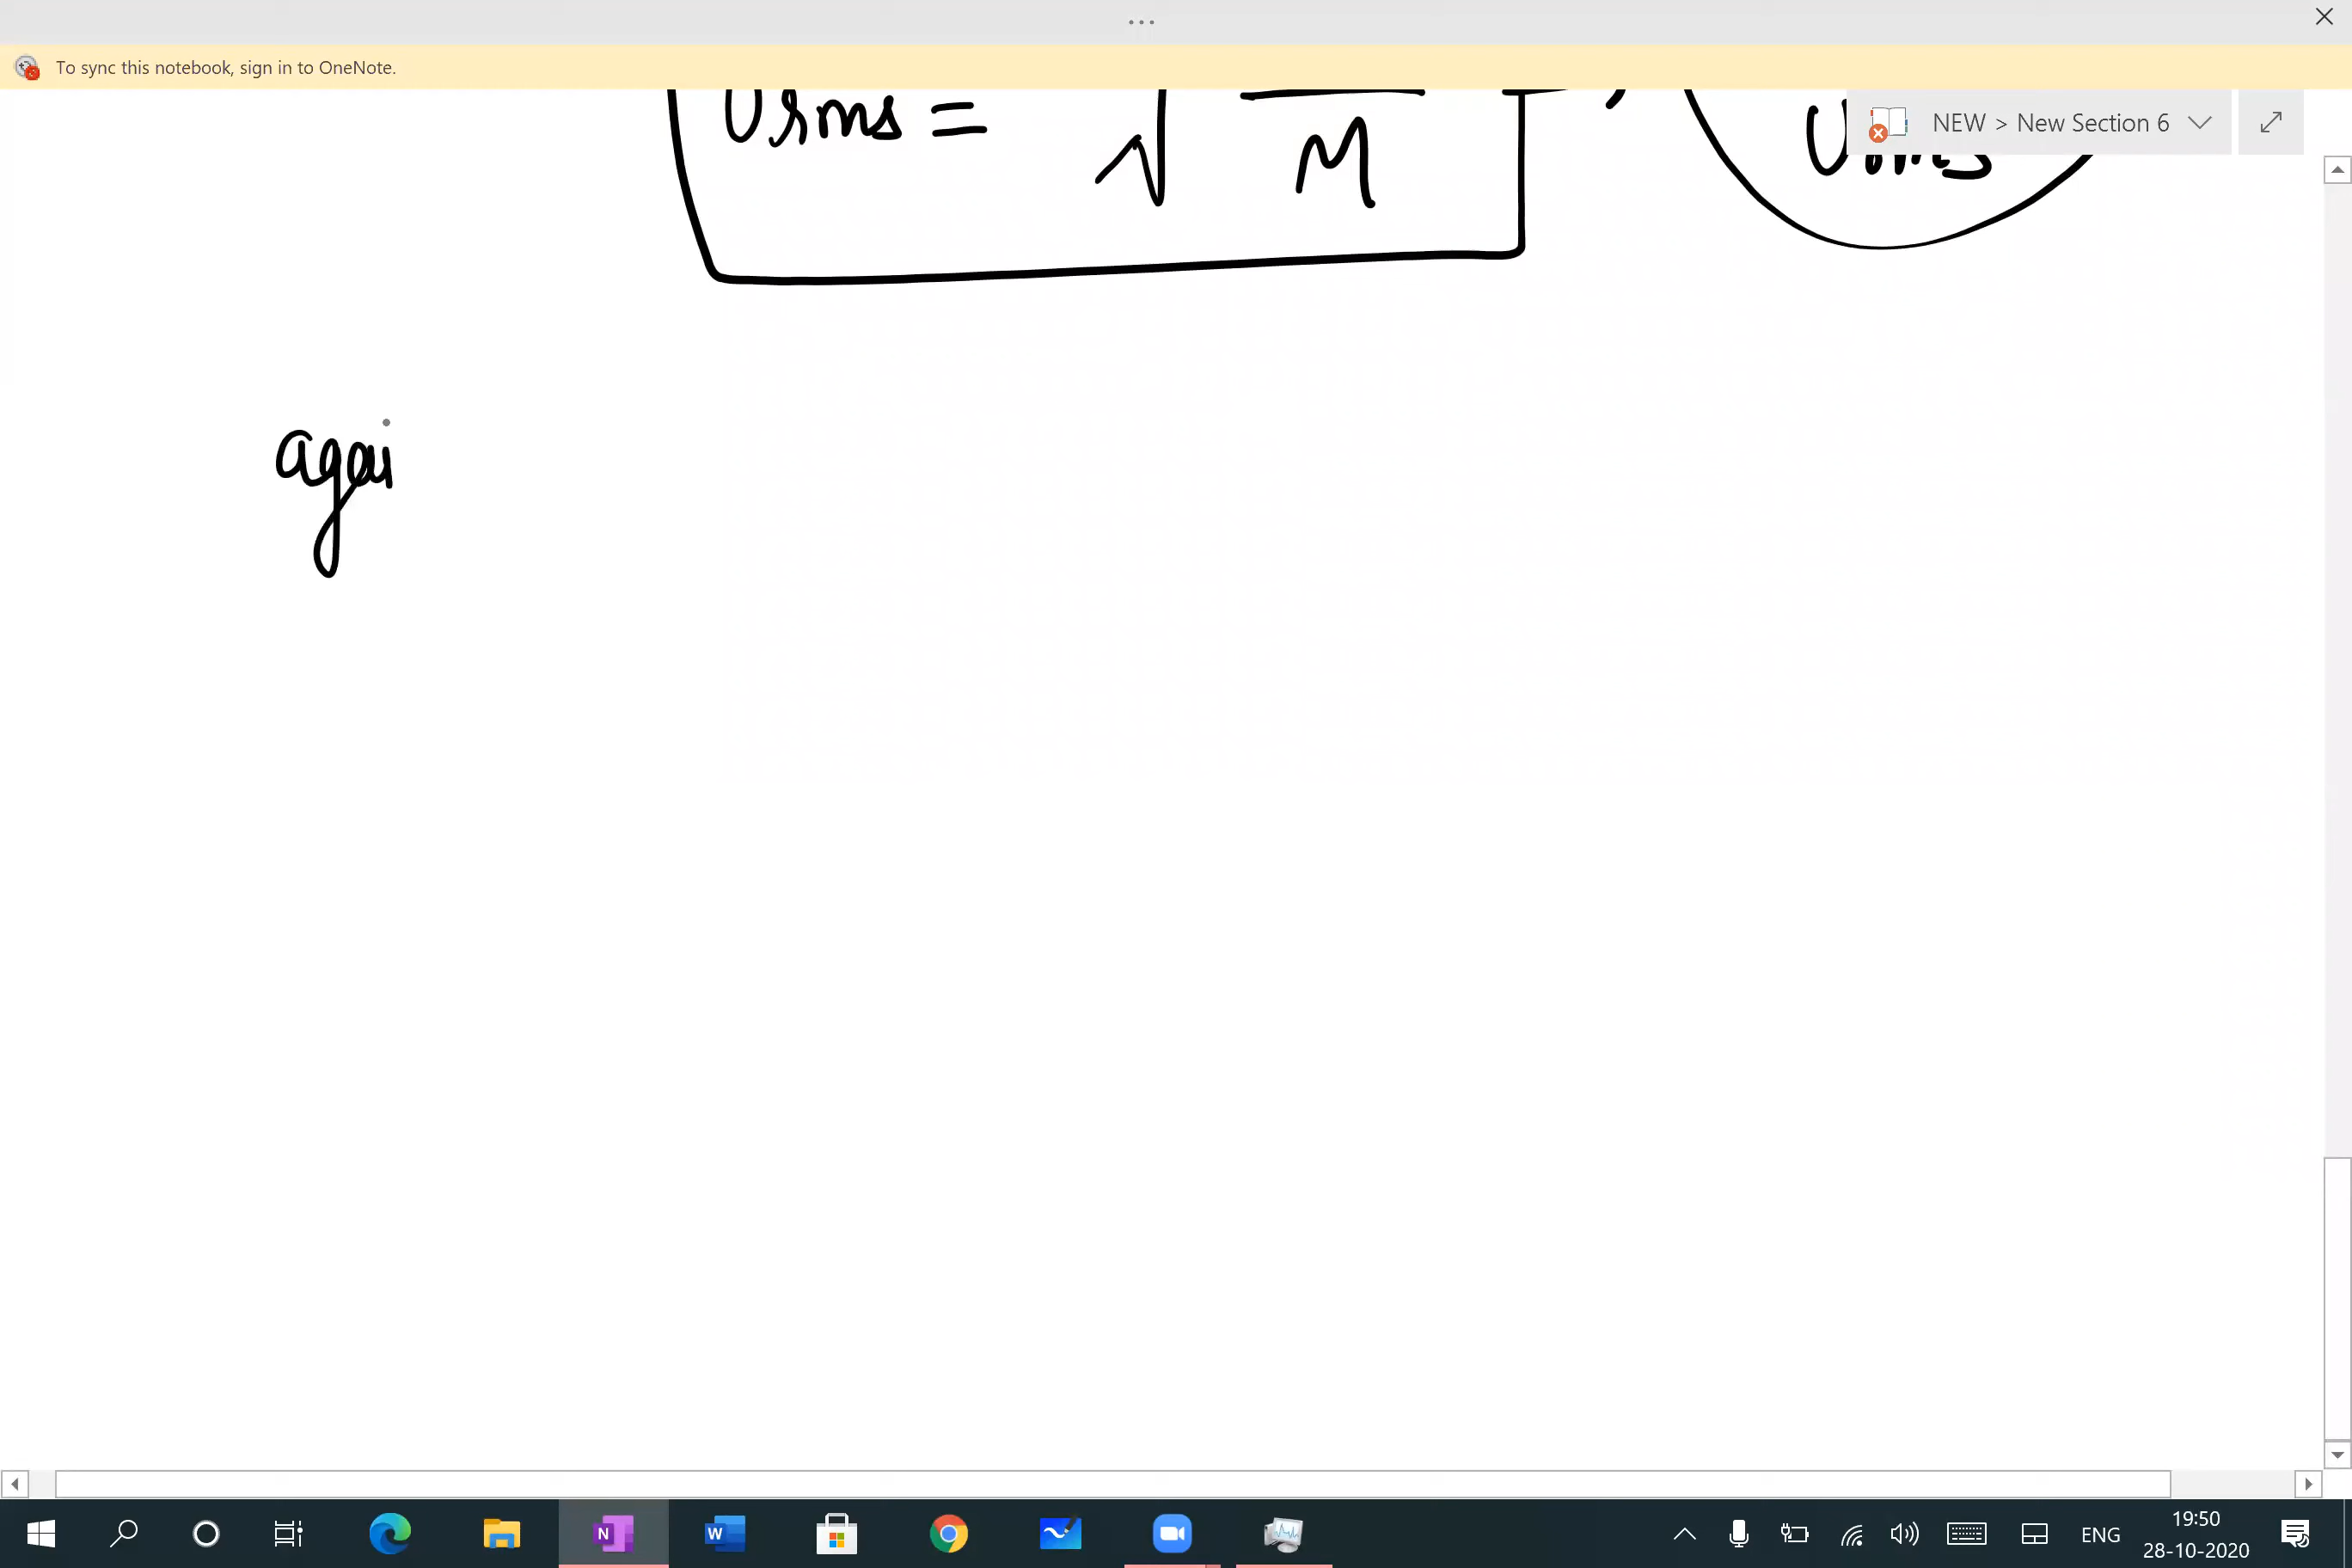 To sync this notebook, sign in to OneNote.
NEW > New Section 6
Urms = √ M
agai
ENG
19:50
28-10-2020